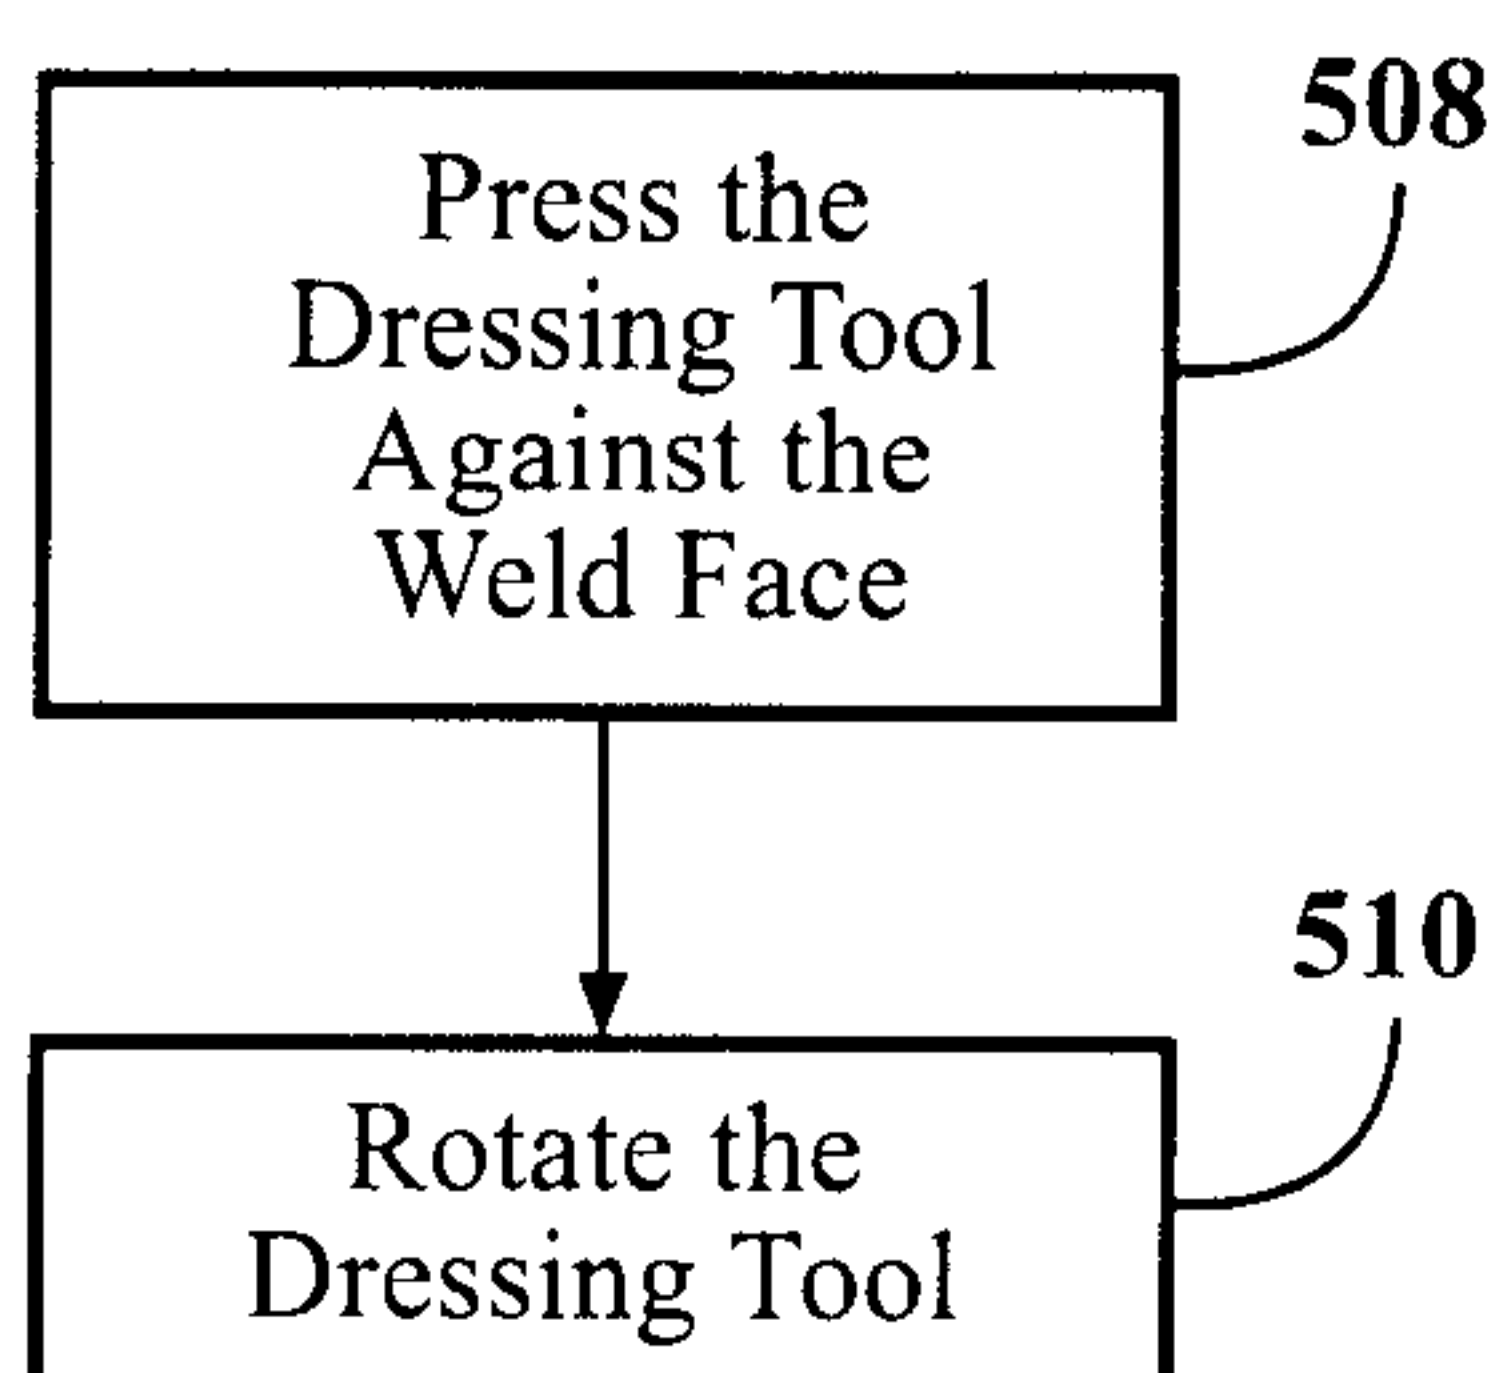 508
Press the
Dressing Tool
Against the
Weld Face
510
Rotate the
Dressing Tool